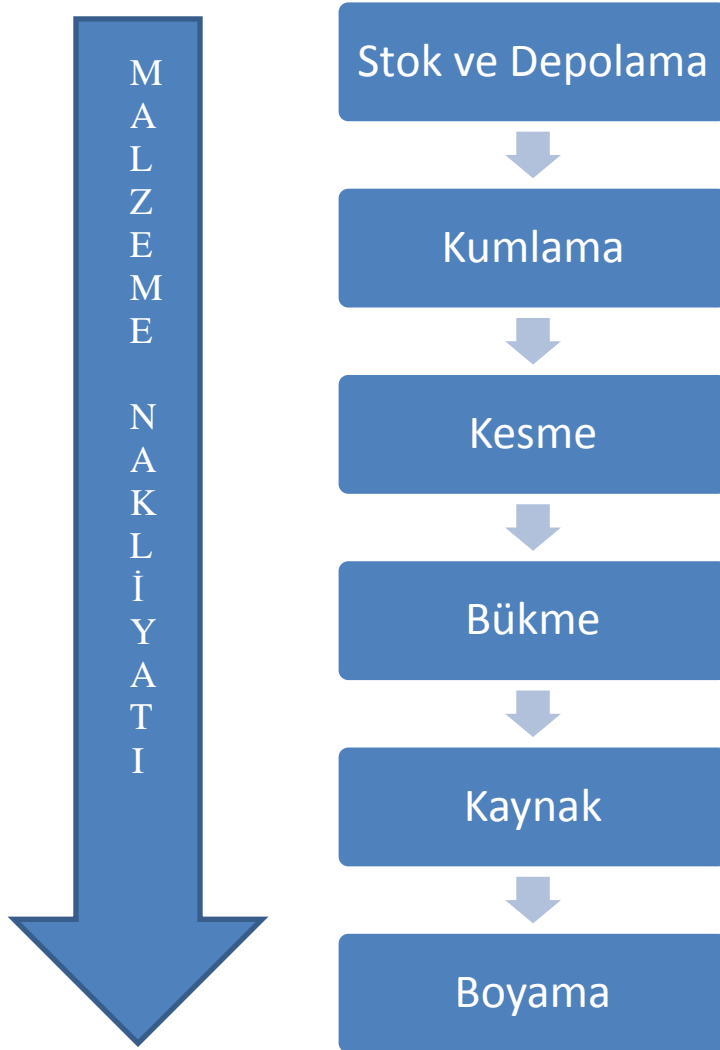 MALZEME NAKLİYATI
Stok ve Depolama
Kumlama
Kesme
Bükme
Kaynak
Boyama